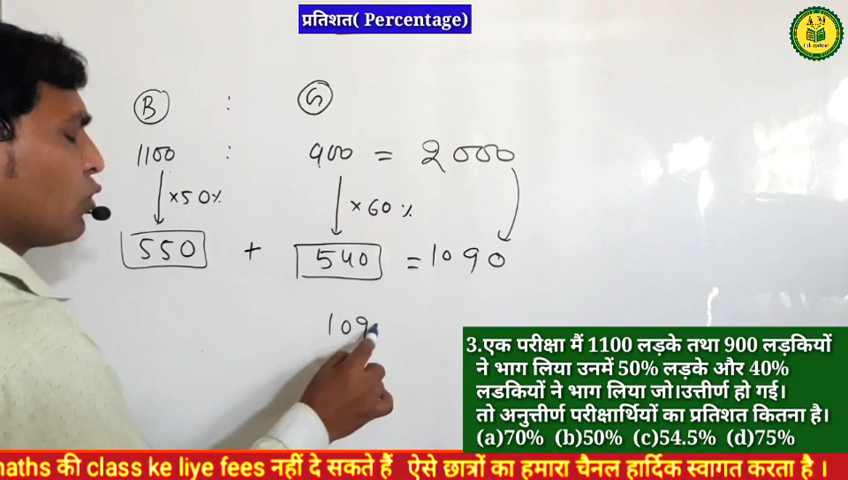 प्रतिशत( Percentage)
B : G
1100 : 900 = 2000
×50% ×60%
550 + 540 = 1090
109
3.एक परीक्षा मैं 1100 लड़के तथा 900 लड़कियों
ने भाग लिया उनमें 50% लड़के और 40%
लडकियों ने भाग लिया जो।उत्तीर्ण हो गई।
तो अनुत्तीर्ण परीक्षार्थियों का प्रतिशत कितना है।
(a)70% (b)50% (c)54.5% (d)75%
maths की class ke liye fees नहीं दे सकते हैं ऐसे छात्रों का हमारा चैनल हार्दिक स्वागत करता है ।